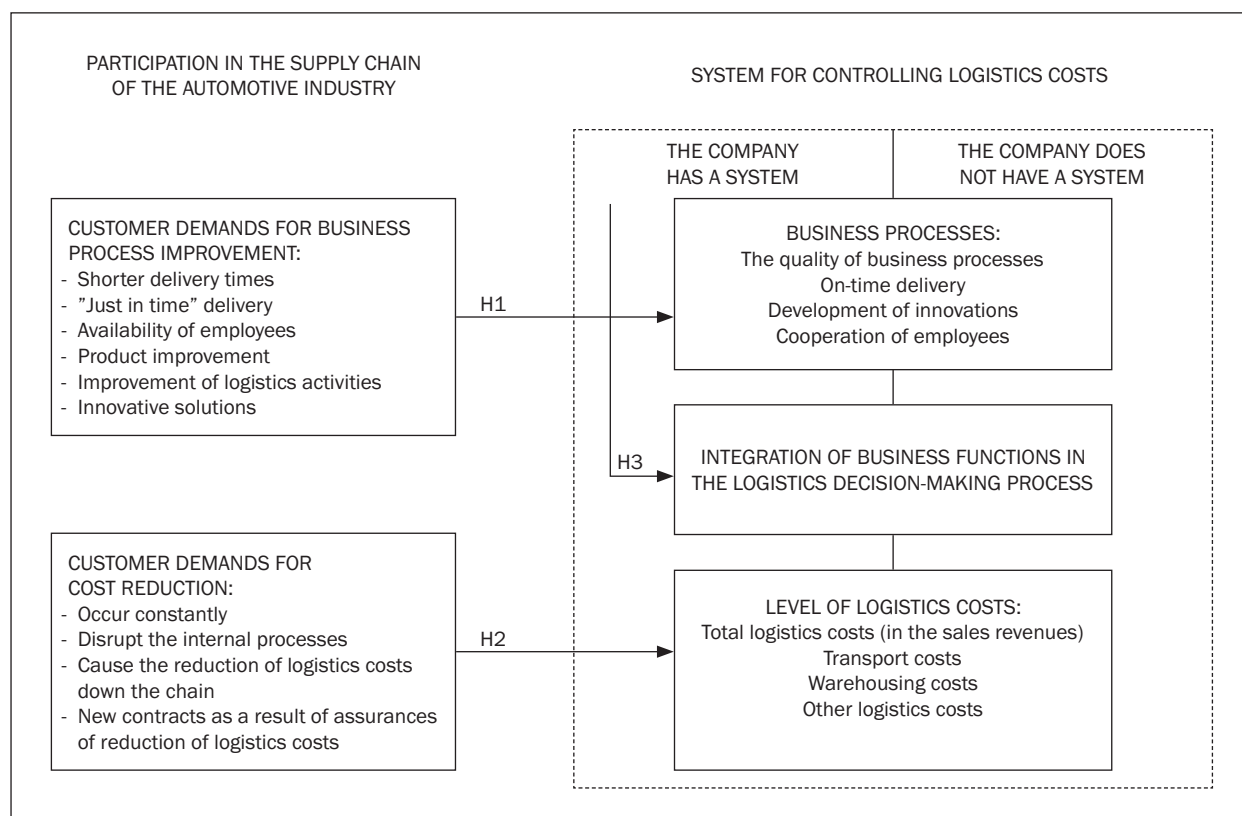 PARTICIPATION IN THE SUPPLY CHAIN
OF THE AUTOMOTIVE INDUSTRY
SYSTEM FOR CONTROLLING LOGISTICS COSTS
THE COMPANY
HAS A SYSTEM
THE COMPANY DOES
NOT HAVE A SYSTEM
CUSTOMER DEMANDS FOR BUSINESS
PROCESS IMPROVEMENT:
- Shorter delivery times
- ”Just in time” delivery
- Availability of employees
- Product improvement
- Improvement of logistics activities
- Innovative solutions
H1
BUSINESS PROCESSES:
The quality of business processes
On-time delivery
Development of innovations
Cooperation of employees
H3
INTEGRATION OF BUSINESS FUNCTIONS IN
THE LOGISTICS DECISION-MAKING PROCESS
CUSTOMER DEMANDS FOR
COST REDUCTION:
- Occur constantly
- Disrupt the internal processes
- Cause the reduction of logistics costs
down the chain
- New contracts as a result of assurances
of reduction of logistics costs
H2
LEVEL OF LOGISTICS COSTS:
Total logistics costs (in the sales revenues)
Transport costs
Warehousing costs
Other logistics costs